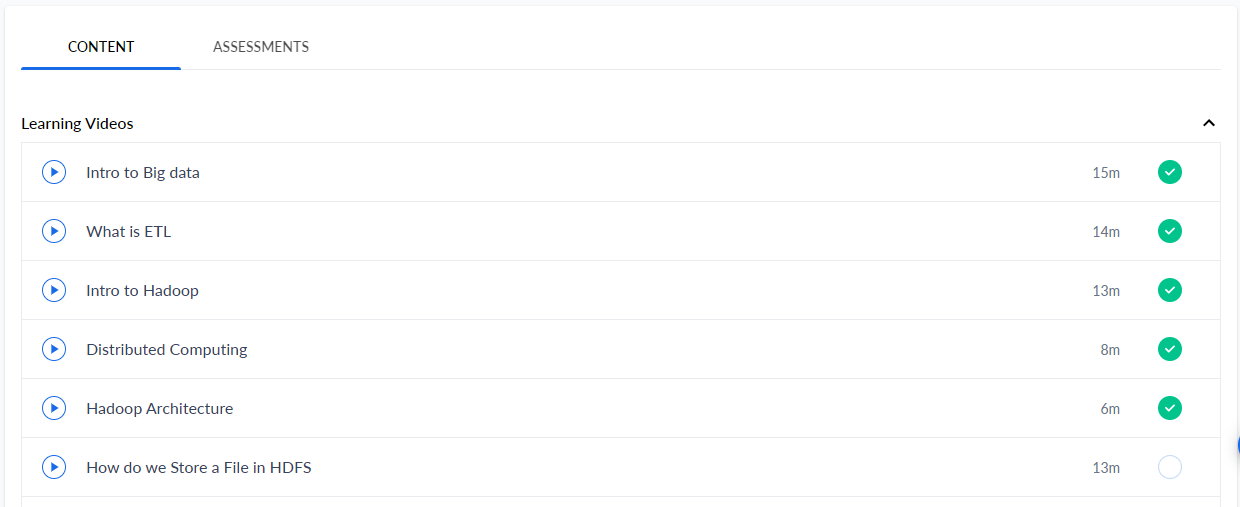 CONTENT ASSESSMENTS
Learning Videos
Intro to Big data 15m
What is ETL 14m
Intro to Hadoop 13m
Distributed Computing 8m
Hadoop Architecture 6m
How do we Store a File in HDFS 13m